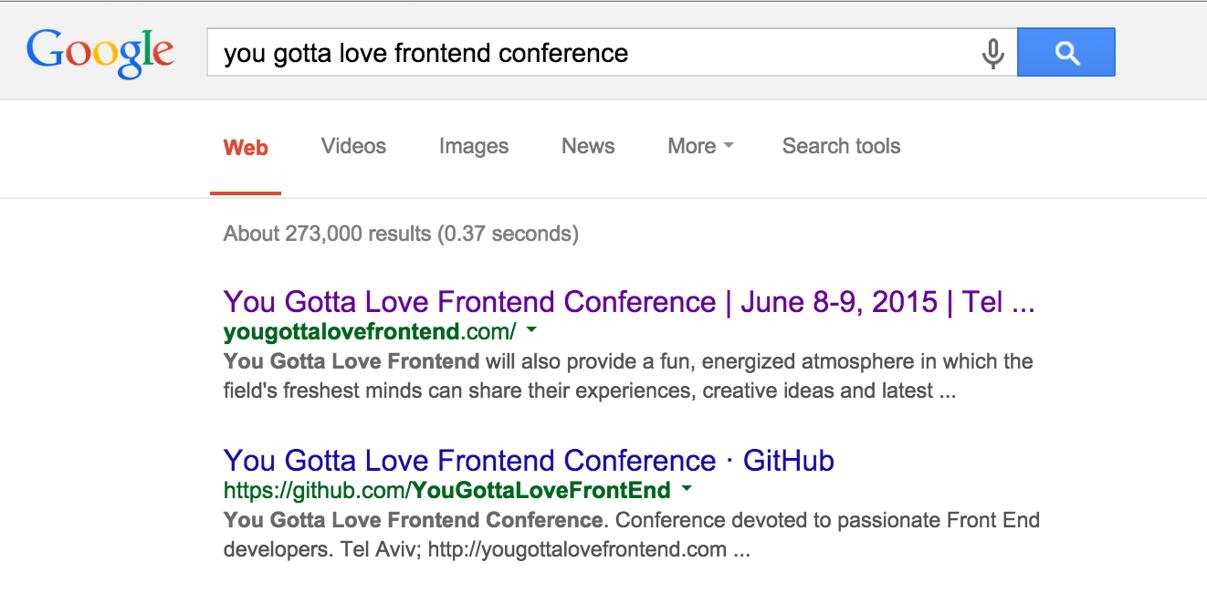 Google
you gotta love frontend conference
Web Videos Images News More Search tools
About 273,000 results (0.37 seconds)
You Gotta Love Frontend Conference | June 8-9, 2015 | Tel ...
yougottalovefrontend.com/
You Gotta Love Frontend will also provide a fun, energized atmosphere in which the
field's freshest minds can share their experiences, creative ideas and latest ...
You Gotta Love Frontend Conference · GitHub
https://github.com/YouGottaLoveFrontEnd
You Gotta Love Frontend Conference. Conference devoted to passionate Front End
developers. Tel Aviv; http://yougottalovefrontend.com ...